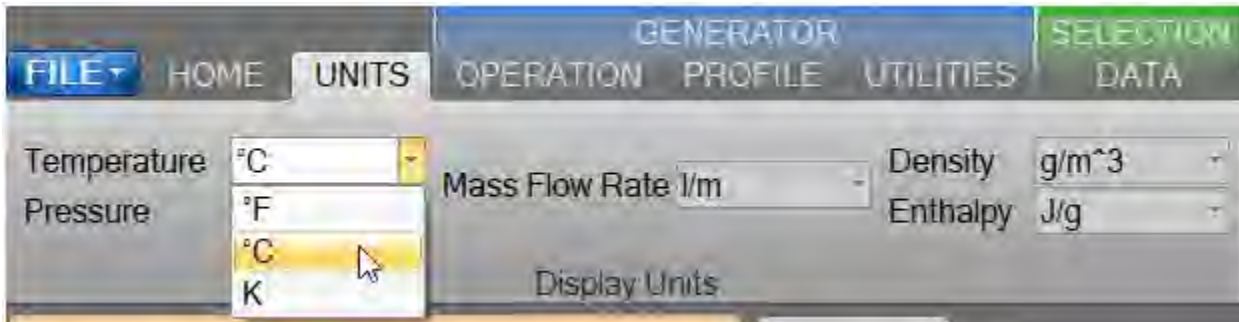 GENERATOR SELECTION
FILE HOME UNITS OPERATION PROFILE UTILITIES DATA
Temperature °C Mass Flow Rate l/m Density g/m^3
Pressure Enthalpy J/g
°F
°C
K
Display Units